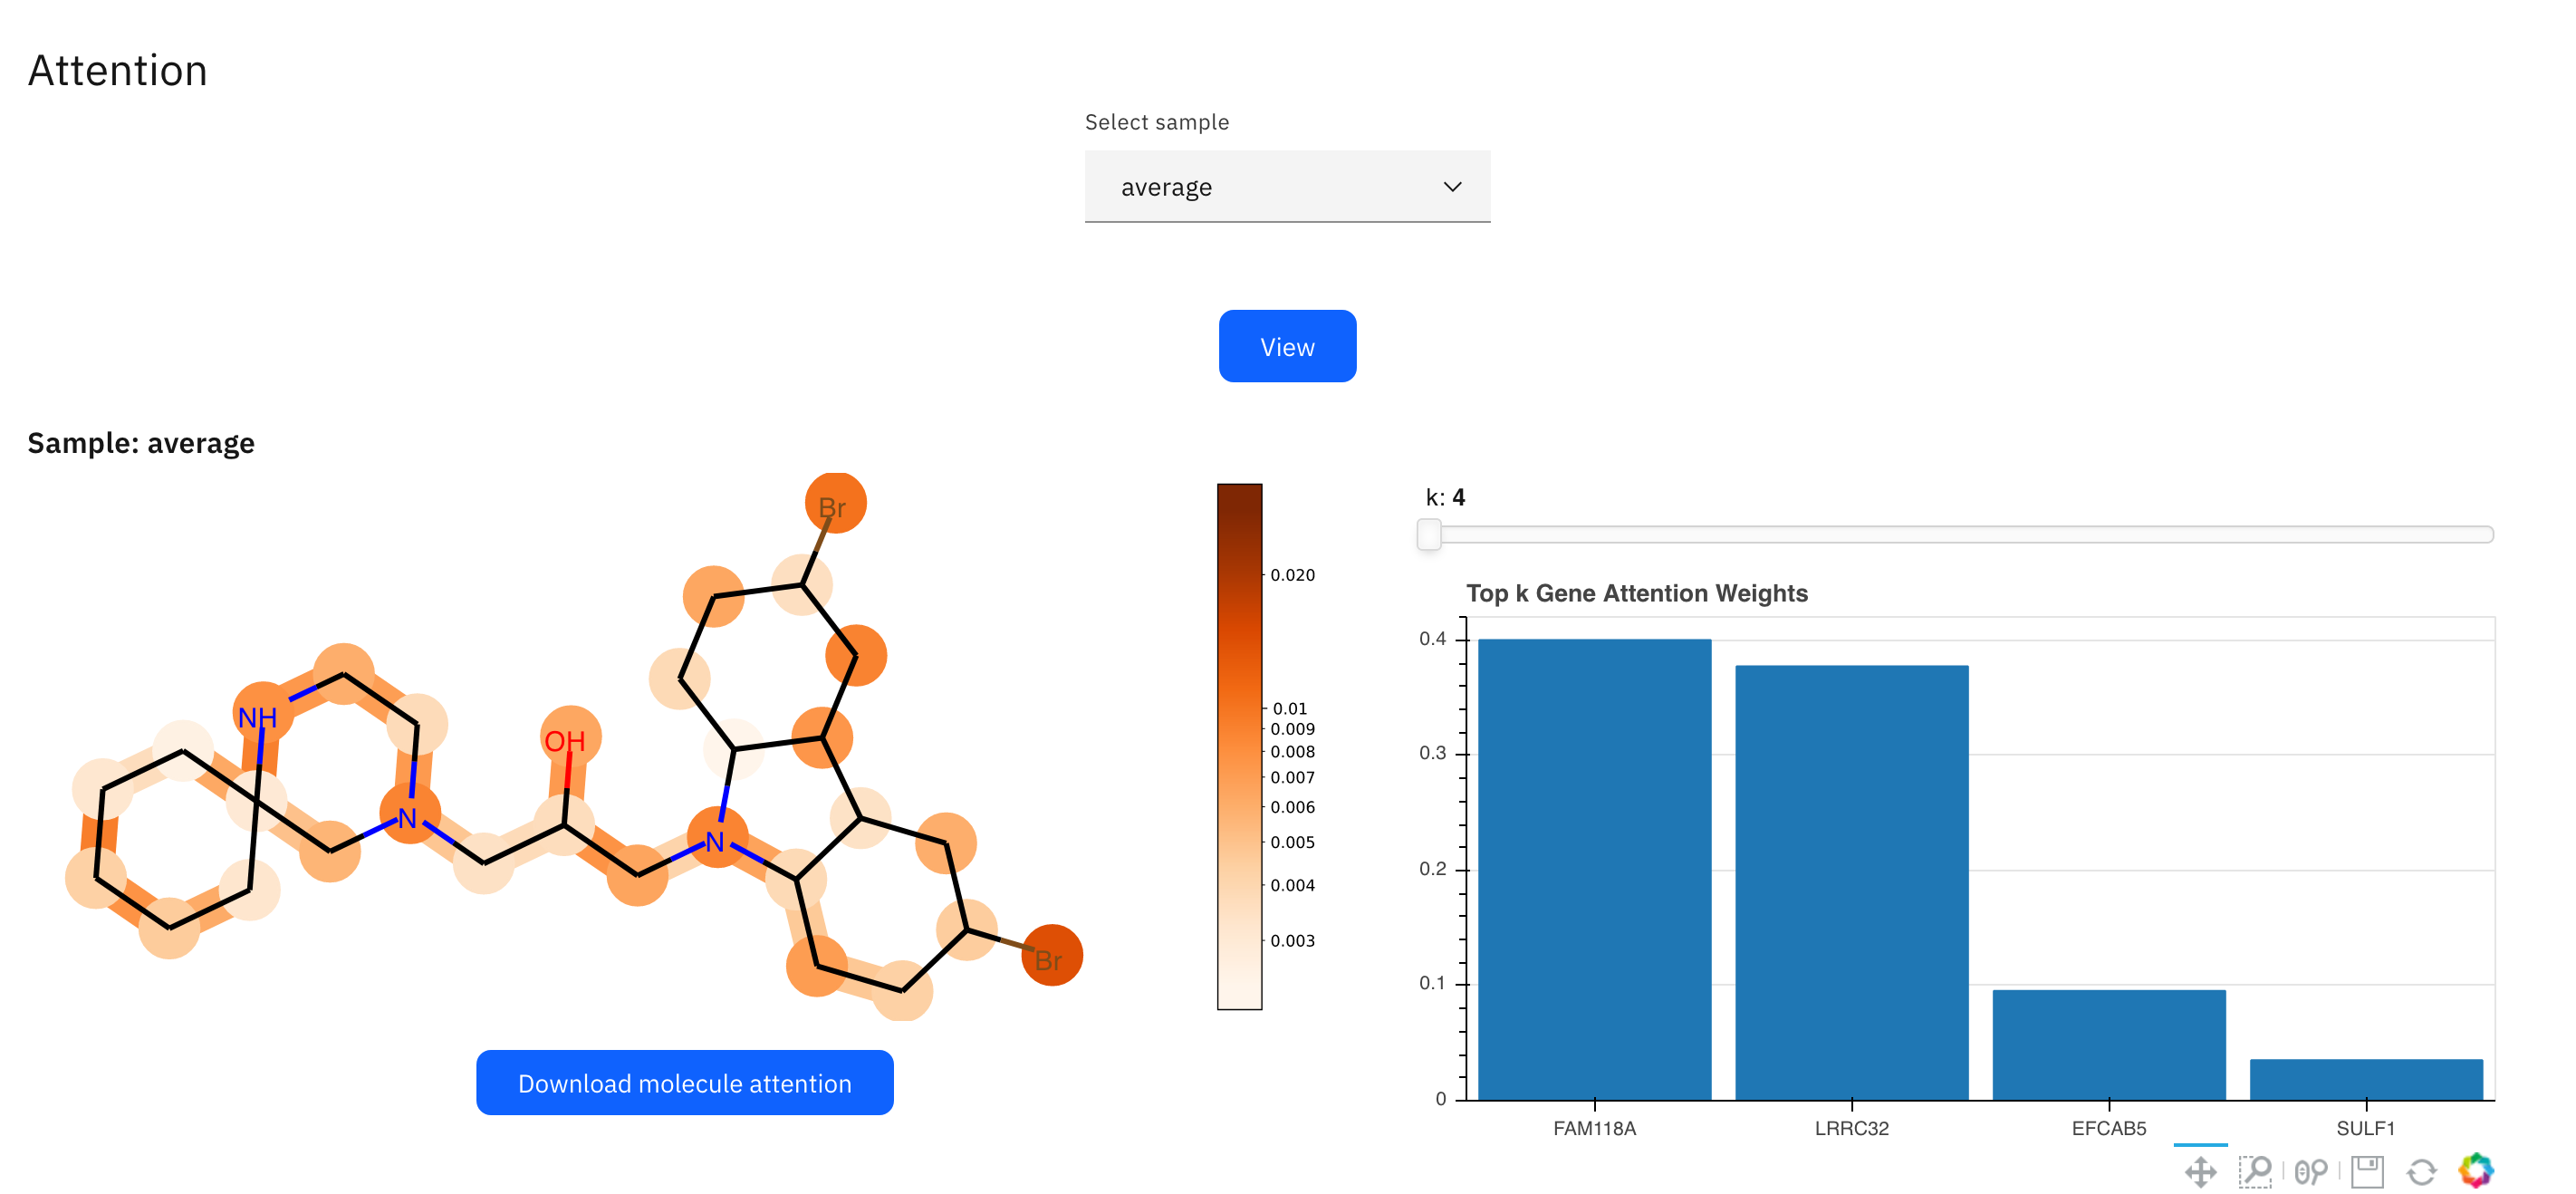 Attention
Select sample
average
View
Sample: average
Br
NH
OH
N
N
Br
Download molecule attention
0.020
0.01
0.009
0.008
0.007
0.006
0.005
0.004
0.003
k: 4
Top k Gene Attention Weights
0.4
0.3
0.2
0.1
0
FAM118A LRRC32 EFCAB5 SULF1